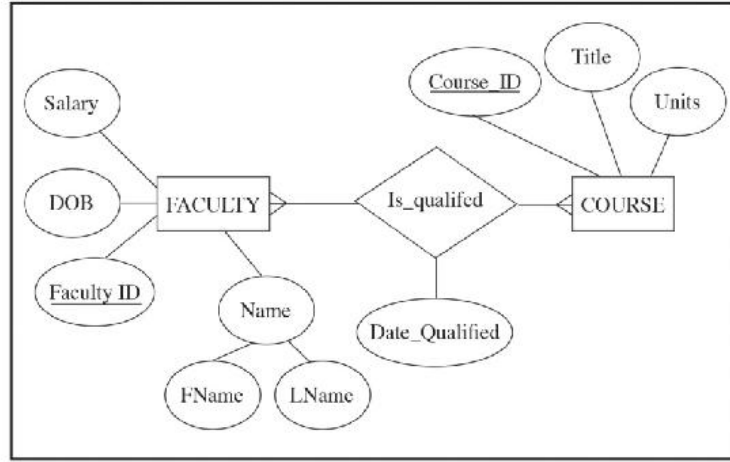 Title
Course_ID
Units
Salary
DOB
FACULTY
Is_qualifed
COURSE
Faculty ID
Name
Date_Qualified
FName
LName